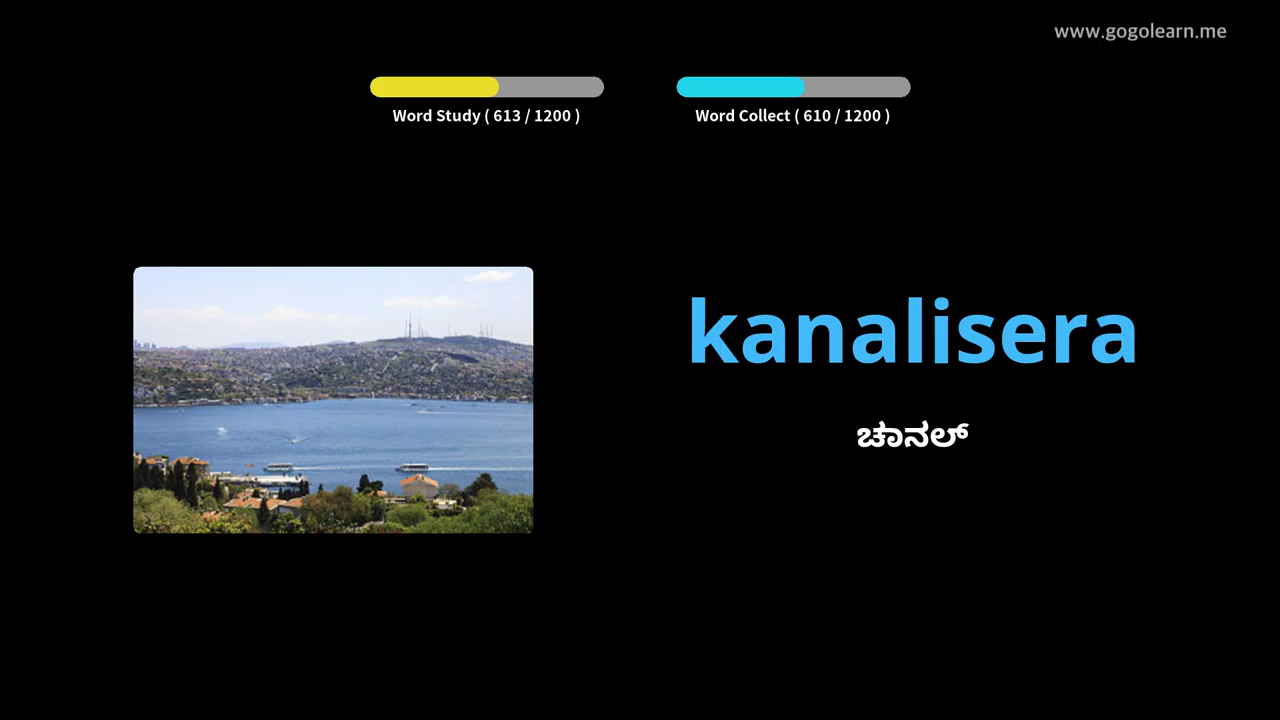 www.gogolearn.me
Word Study ( 613 / 1200 )
Word Collect ( 610 / 1200 )
kanalisera
ಚಾನಲ್